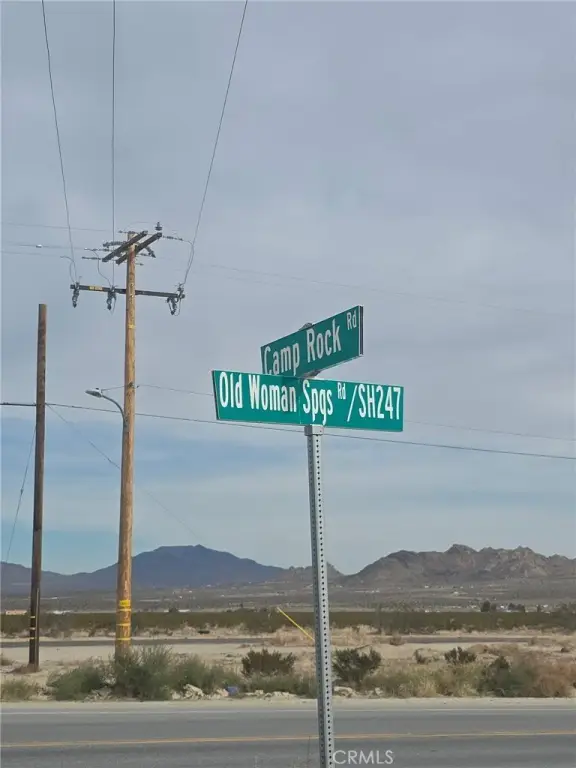 Camp Rock Rd
Old Woman Spgs Rd /SH247
CRMLS